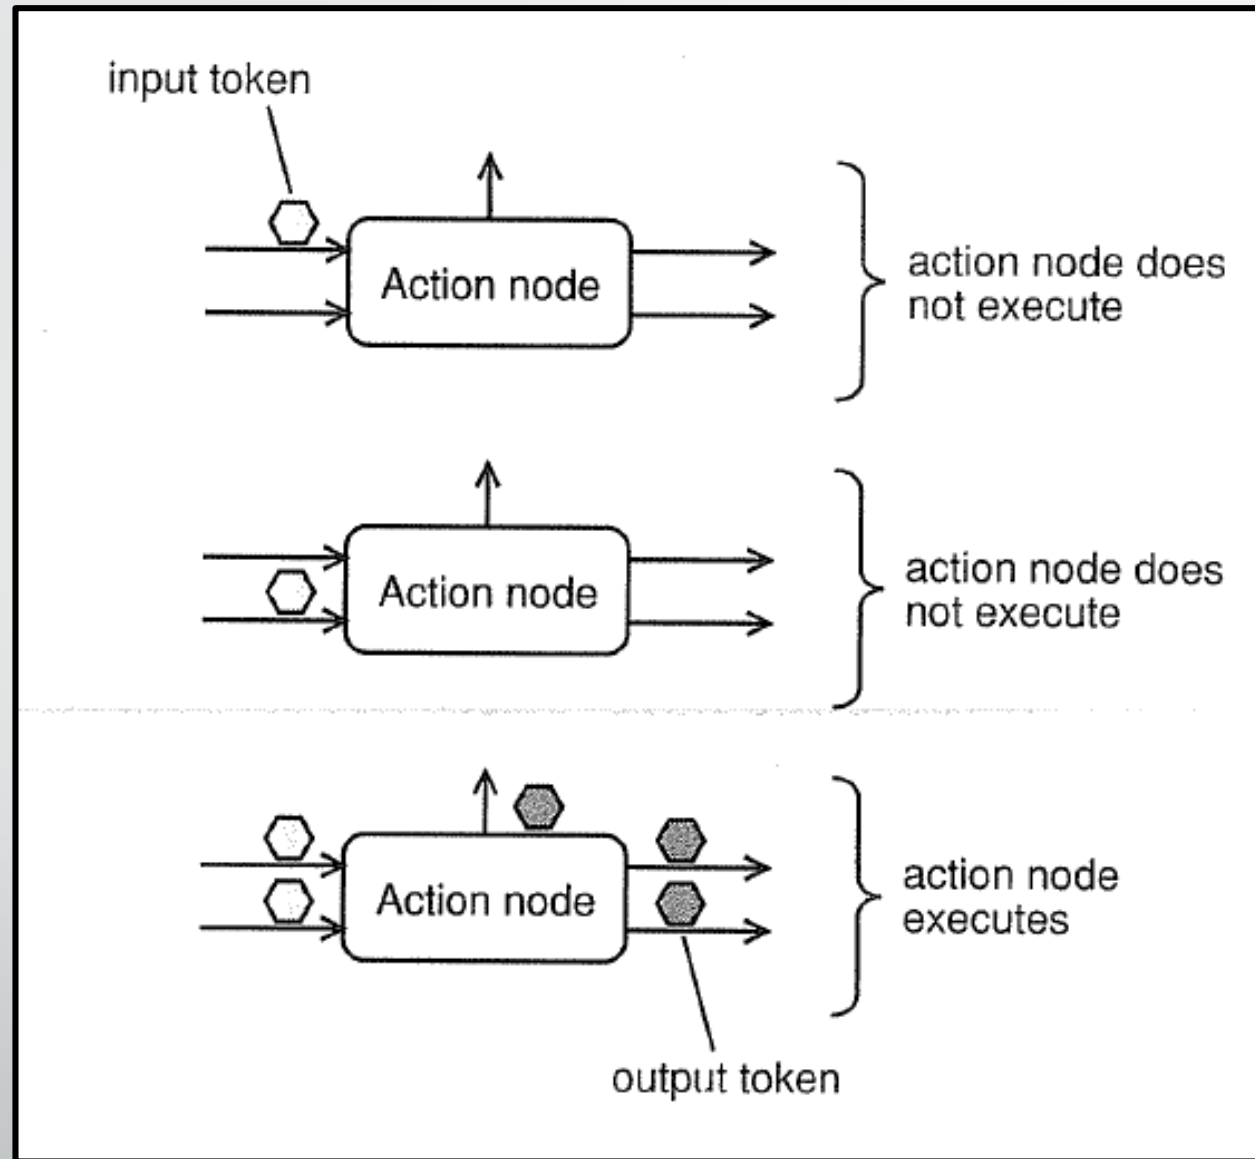 input token
Action node
action node does
not execute
Action node
action node does
not execute
Action node
action node
executes
output token